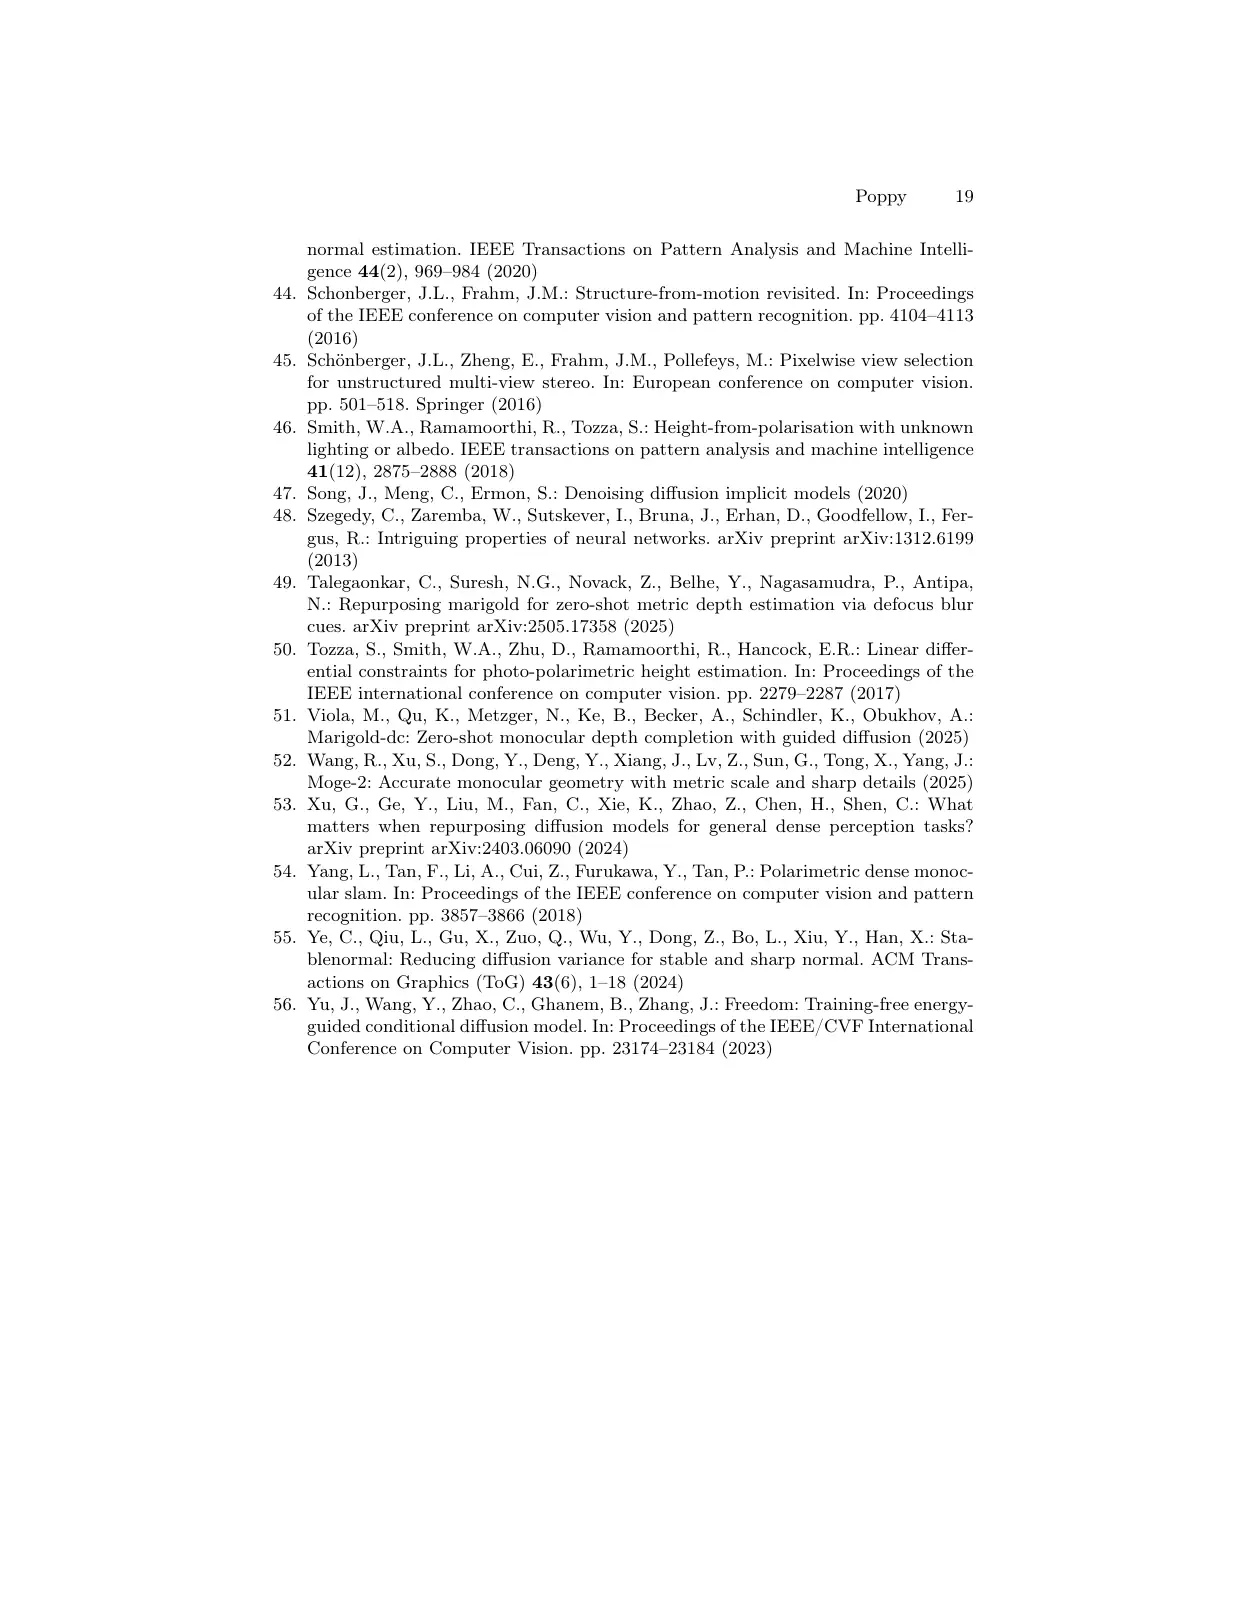 Poppy 19
normal estimation. IEEE Transactions on Pattern Analysis and Machine Intelli-
gence 44(2), 969–984 (2020)
44. Schonberger, J.L., Frahm, J.M.: Structure-from-motion revisited. In: Proceedings
of the IEEE conference on computer vision and pattern recognition. pp. 4104–4113
(2016)
45. Schönberger, J.L., Zheng, E., Frahm, J.M., Pollefeys, M.: Pixelwise view selection
for unstructured multi-view stereo. In: European conference on computer vision.
pp. 501–518. Springer (2016)
46. Smith, W.A., Ramamoorthi, R., Tozza, S.: Height-from-polarisation with unknown
lighting or albedo. IEEE transactions on pattern analysis and machine intelligence
41(12), 2875–2888 (2018)
47. Song, J., Meng, C., Ermon, S.: Denoising diffusion implicit models (2020)
48. Szegedy, C., Zaremba, W., Sutskever, I., Bruna, J., Erhan, D., Goodfellow, I., Fer-
gus, R.: Intriguing properties of neural networks. arXiv preprint arXiv:1312.6199
(2013)
49. Talegaonkar, C., Suresh, N.G., Novack, Z., Belhe, Y., Nagasamudra, P., Antipa,
N.: Repurposing marigold for zero-shot metric depth estimation via defocus blur
cues. arXiv preprint arXiv:2505.17358 (2025)
50. Tozza, S., Smith, W.A., Zhu, D., Ramamoorthi, R., Hancock, E.R.: Linear differ-
ential constraints for photo-polarimetric height estimation. In: Proceedings of the
IEEE international conference on computer vision. pp. 2279–2287 (2017)
51. Viola, M., Qu, K., Metzger, N., Ke, B., Becker, A., Schindler, K., Obukhov, A.:
Marigold-dc: Zero-shot monocular depth completion with guided diffusion (2025)
52. Wang, R., Xu, S., Dong, Y., Deng, Y., Xiang, J., Lv, Z., Sun, G., Tong, X., Yang, J.:
Moge-2: Accurate monocular geometry with metric scale and sharp details (2025)
53. Xu, G., Ge, Y., Liu, M., Fan, C., Xie, K., Zhao, Z., Chen, H., Shen, C.: What
matters when repurposing diffusion models for general dense perception tasks?
arXiv preprint arXiv:2403.06090 (2024)
54. Yang, L., Tan, F., Li, A., Cui, Z., Furukawa, Y., Tan, P.: Polarimetric dense monoc-
ular slam. In: Proceedings of the IEEE conference on computer vision and pattern
recognition. pp. 3857–3866 (2018)
55. Ye, C., Qiu, L., Gu, X., Zuo, Q., Wu, Y., Dong, Z., Bo, L., Xiu, Y., Han, X.: Sta-
blenormal: Reducing diffusion variance for stable and sharp normal. ACM Trans-
actions on Graphics (ToG) 43(6), 1–18 (2024)
56. Yu, J., Wang, Y., Zhao, C., Ghanem, B., Zhang, J.: Freedom: Training-free energy-
guided conditional diffusion model. In: Proceedings of the IEEE/CVF International
Conference on Computer Vision. pp. 23174–23184 (2023)